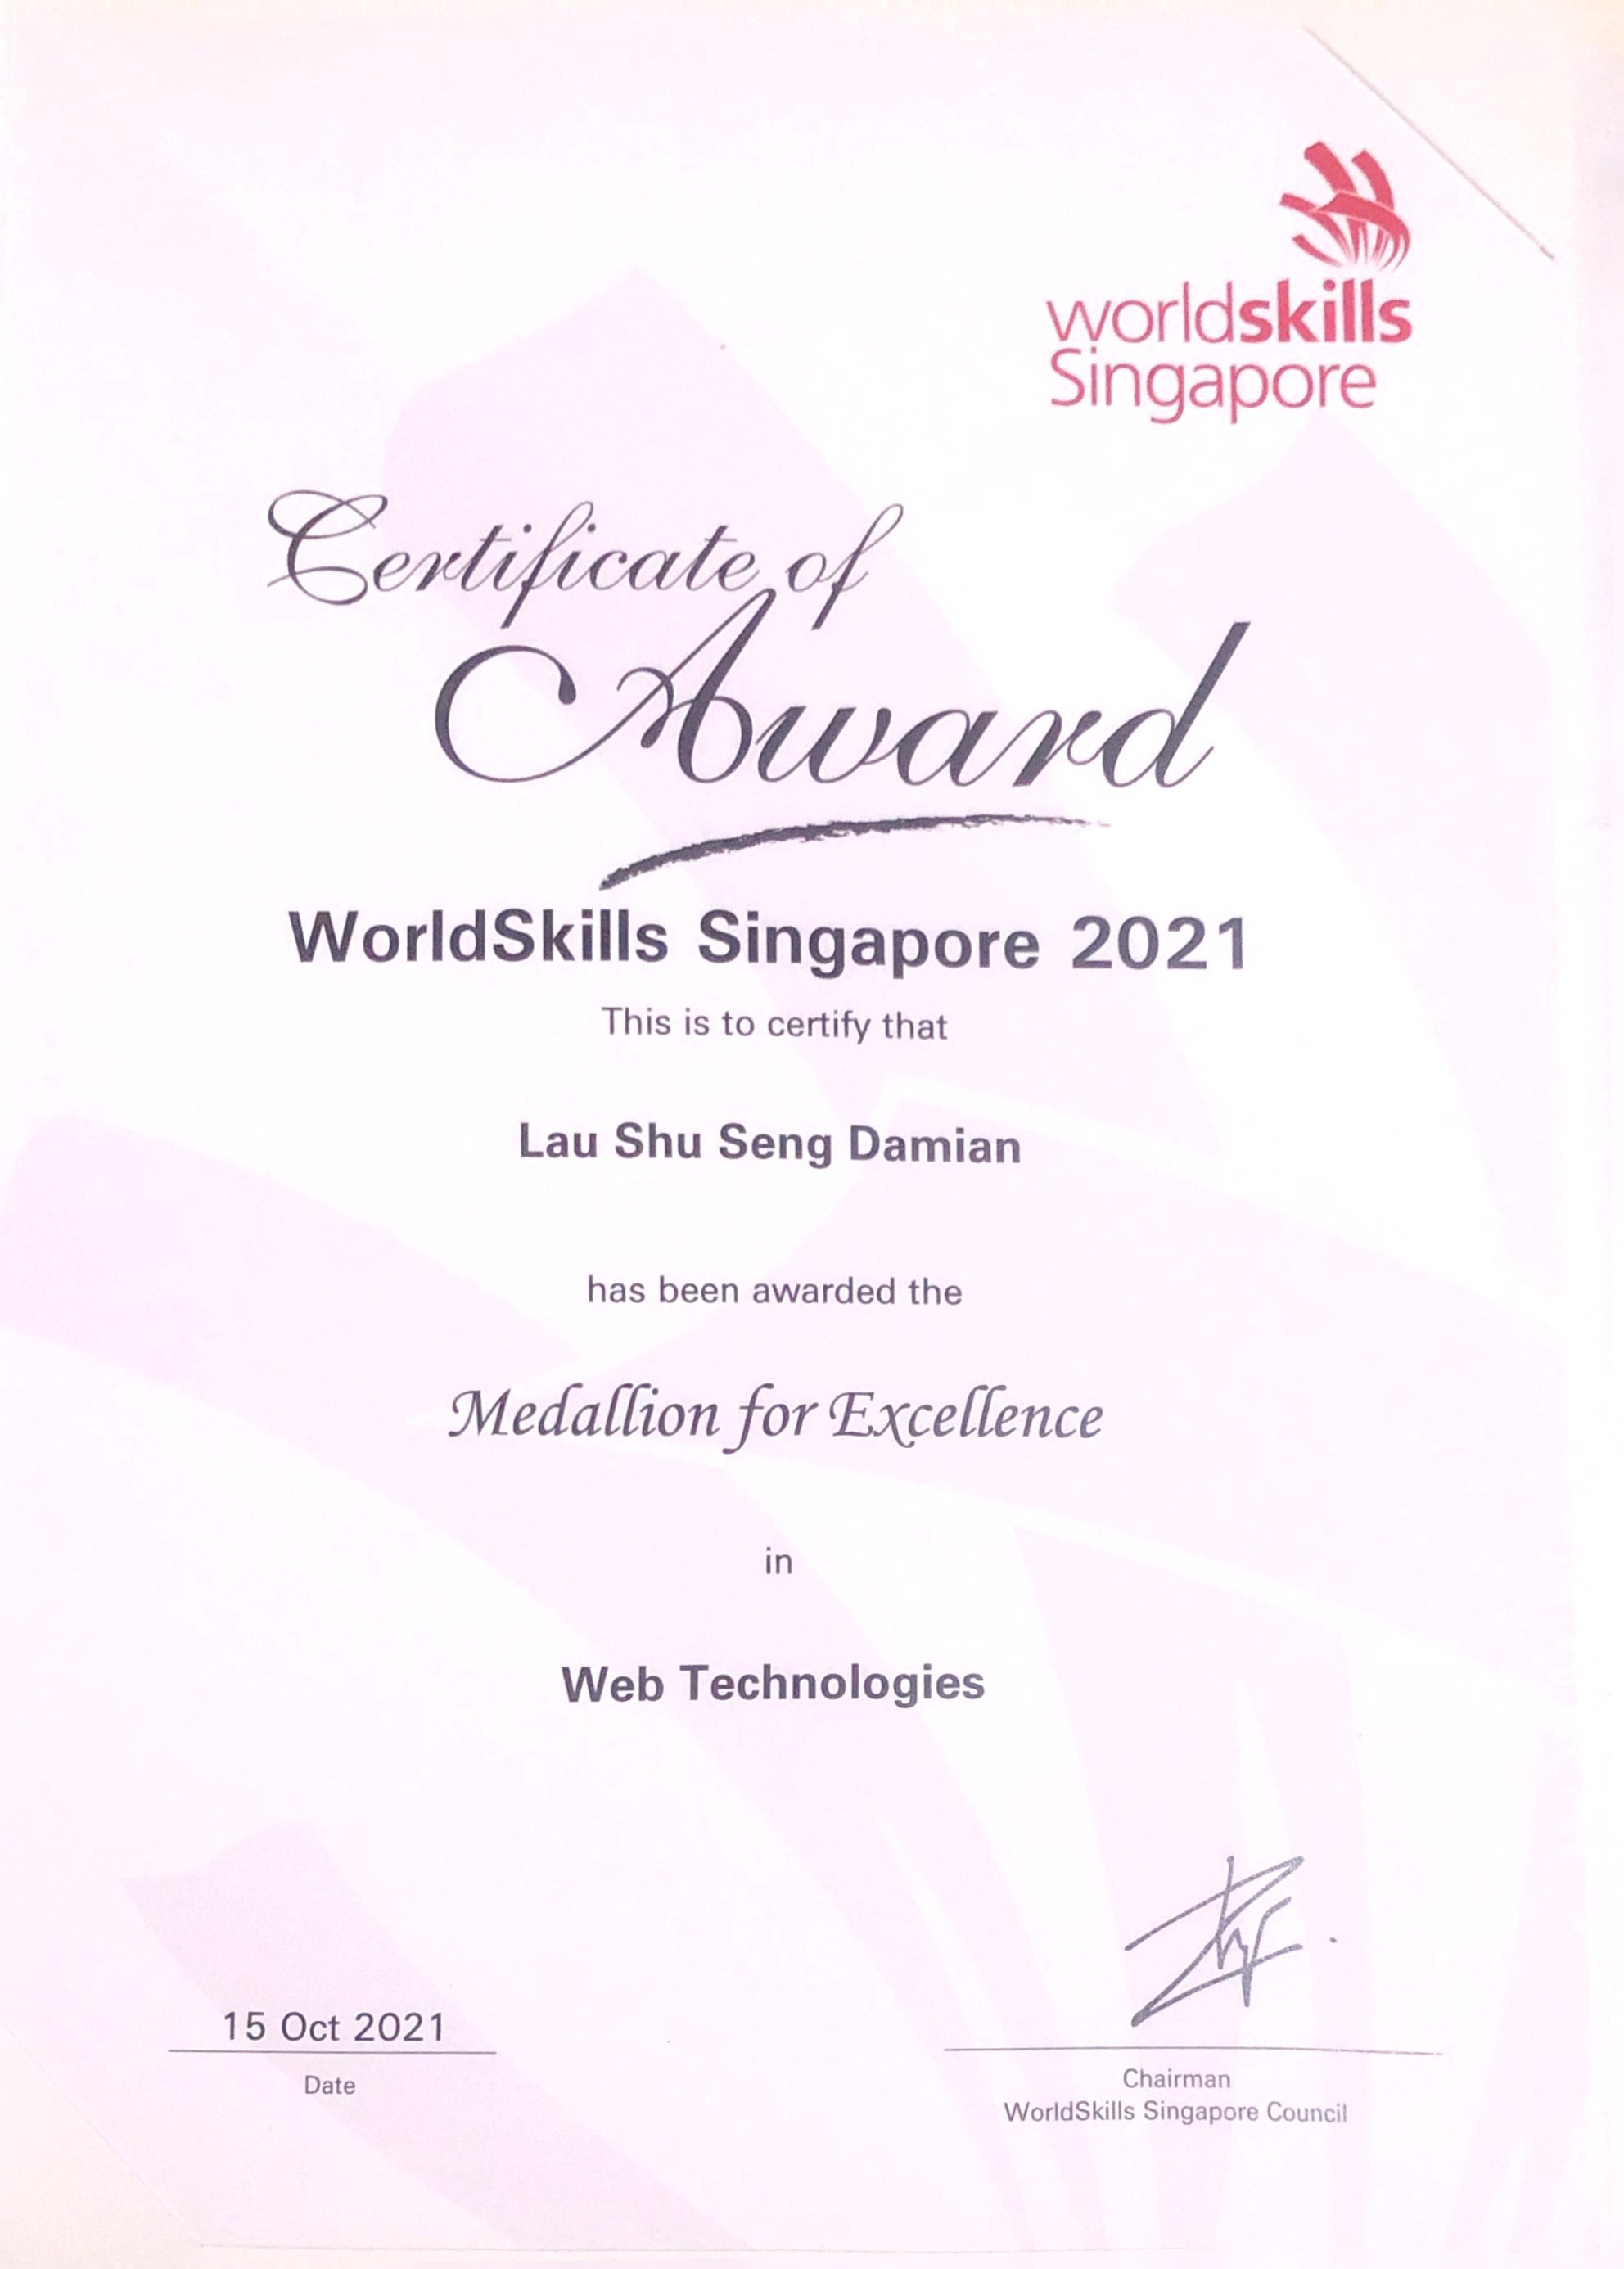 worldskills
Singapore
Certificate of
Award
WorldSkills Singapore 2021
This is to certify that
Lau Shu Seng Damian
has been awarded the
Medallion for Excellence
in
Web Technologies
15 Oct 2021
Date
Chairman
WorldSkills Singapore Council